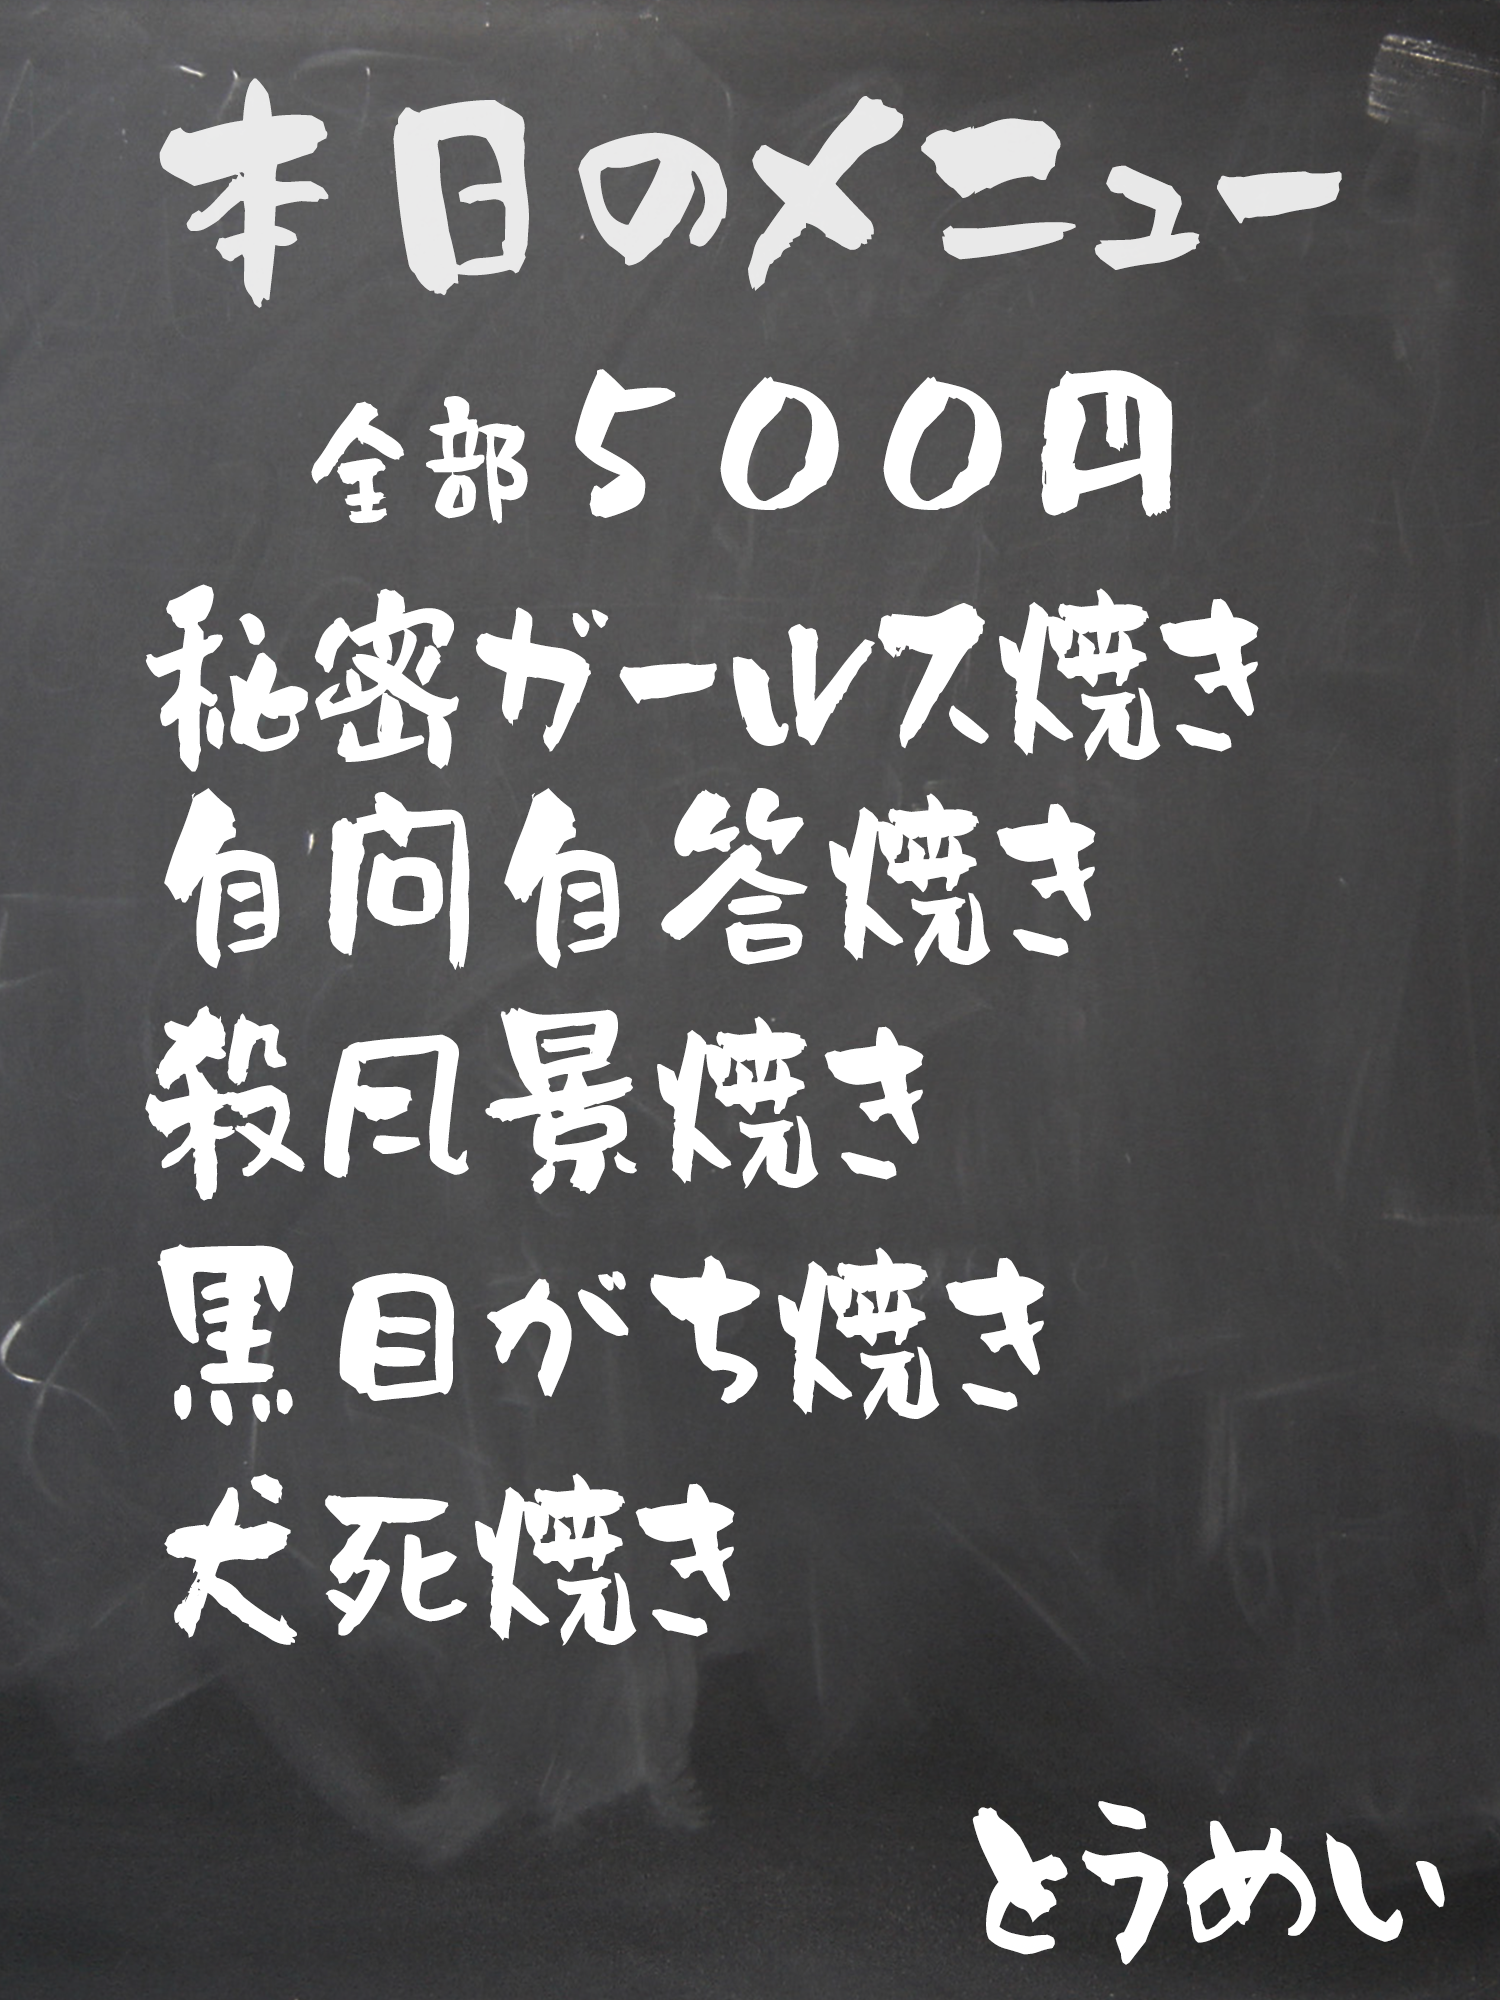 本日のメニュー
全部500円
秘密ガールス焼き
自向自答焼き
殺風景焼き
黒目がち焼き
犬死焼き
とうめい